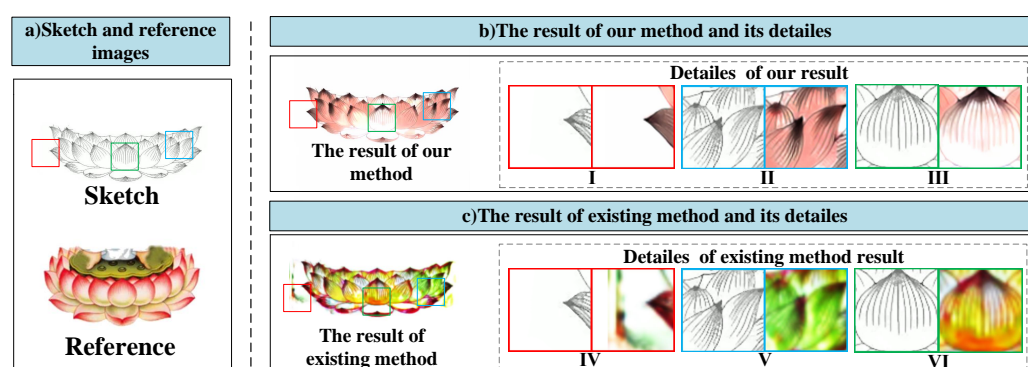 a)Sketch and reference
images
Sketch
Reference
b)The result of our method and its detailes
The result of our
method
Detailes of our result
I
II
III
c)The result of existing method and its detailes
The result of
existing method
Detailes of existing method result
IV
V
VI